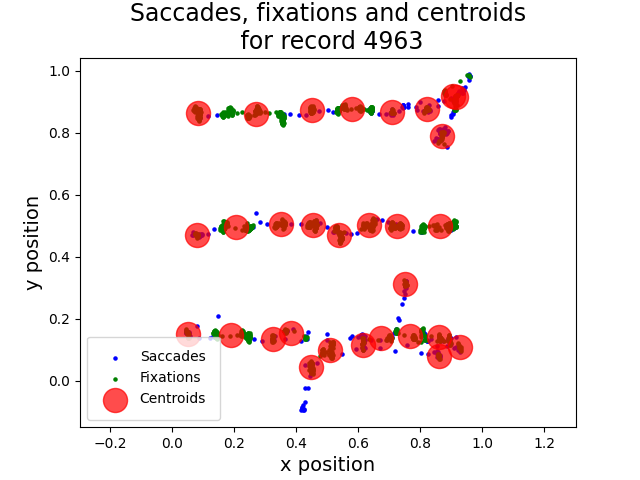 Saccades, fixations and centroids
for record 4963
1.0
0.8
0.6
0.4
0.2
0.0
y position
Saccades
Fixations
Centroids
−0.2
0.0
0.2
0.4
0.6
0.8
1.0
1.2
x position